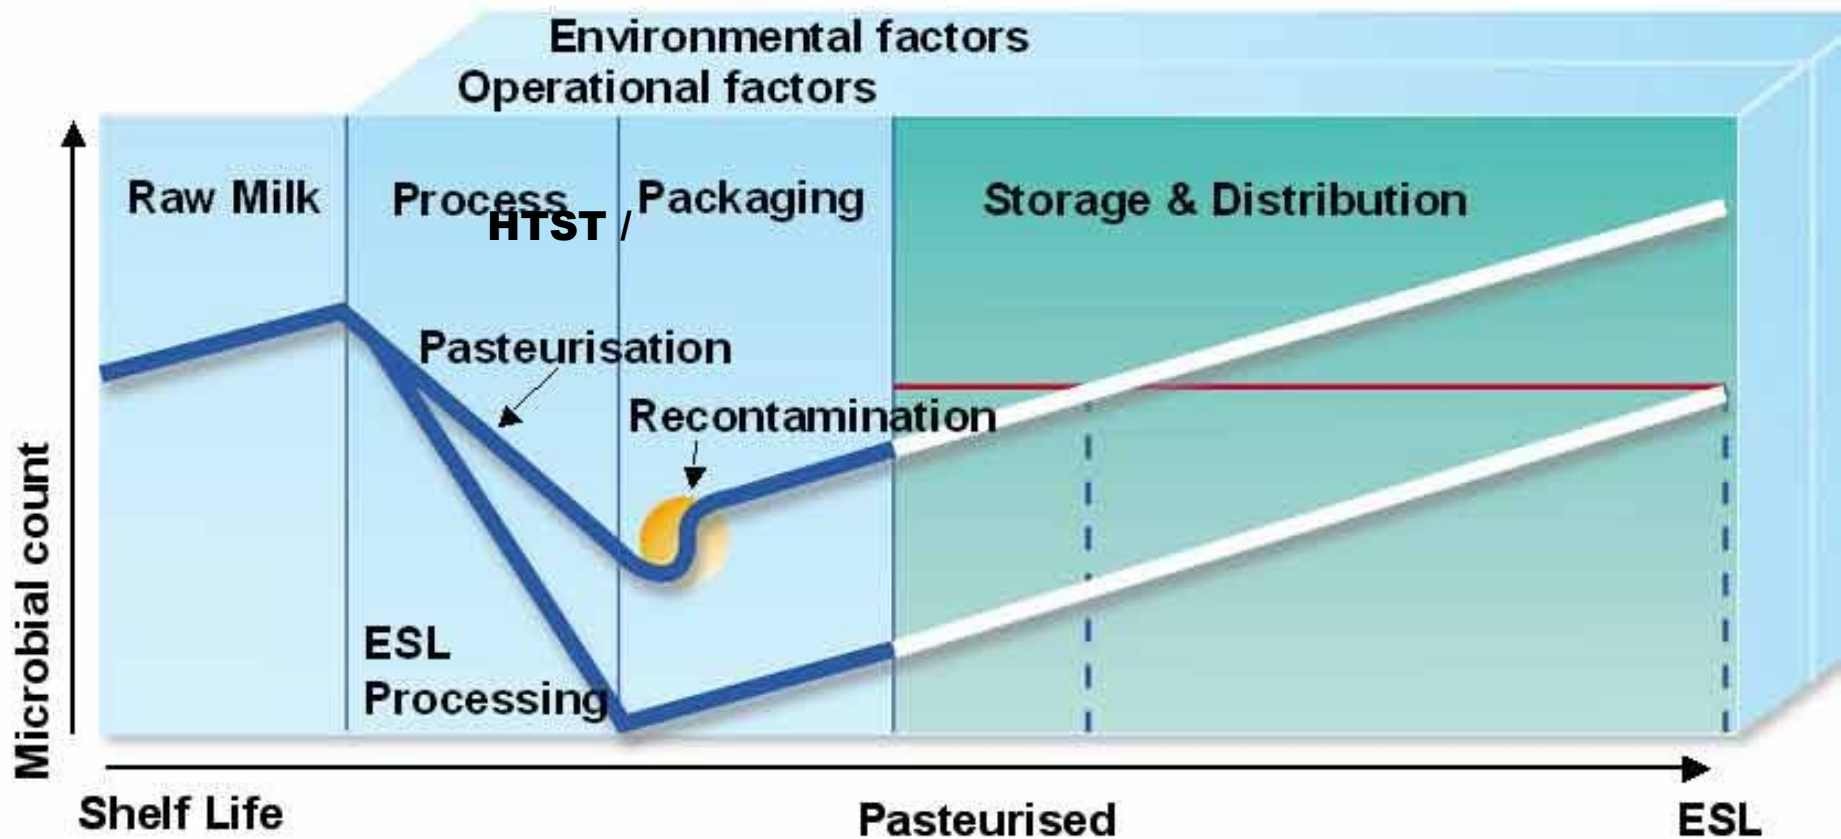 Environmental factors
Operational factors
Raw Milk
Process
HTST /
Packaging
Storage & Distribution
Pasteurisation
Recontamination
ESL
Processing
Microbial count
Shelf Life
Pasteurised
ESL